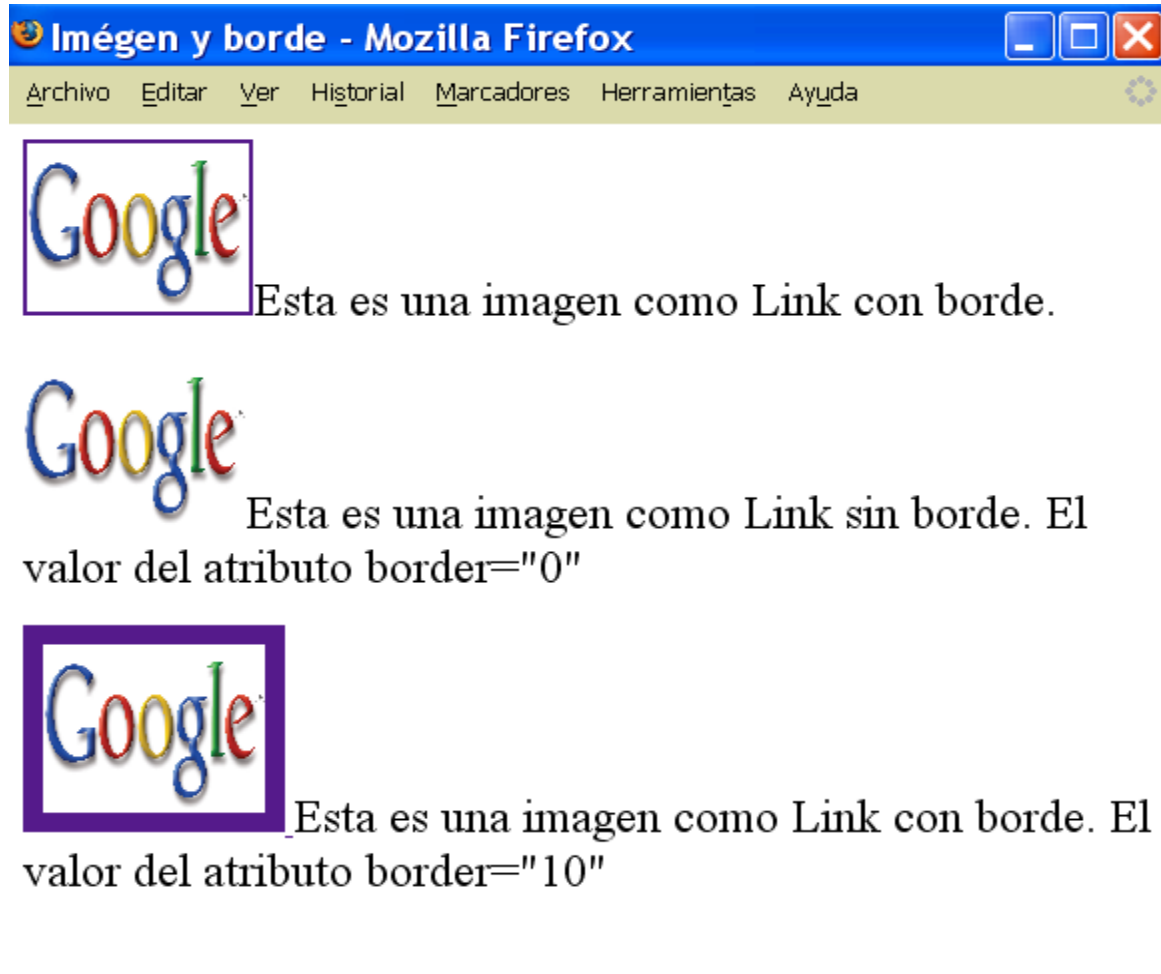 Imégen y borde - Mozilla Firefox
Archivo Editar Ver Historial Marcadores Herramientas Ayuda
Google
Esta es una imagen como Link con borde.
Google
Esta es una imagen como Link sin borde. El
valor del atributo border="0"
Google
Esta es una imagen como Link con borde. El
valor del atributo border="10"